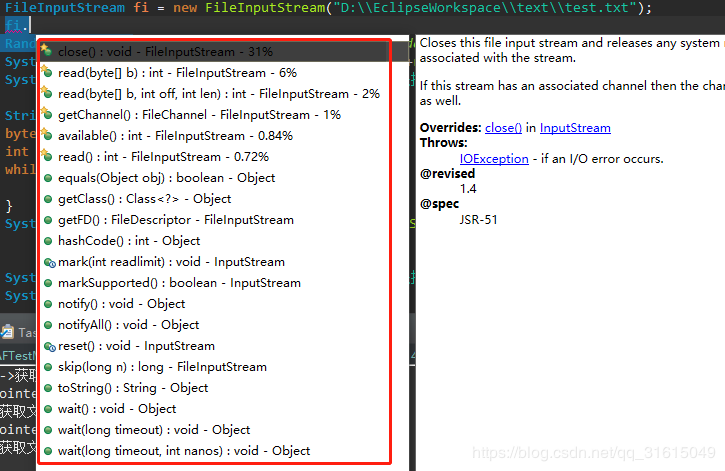 FileInputStream fi = new FileInputStream("D:\\EclipseWorkspace\\text\\test.txt");
fi.
Rand
Syst
Syst
Stri
byte
int
whil
}
Syst
Syst
Syst
close() : void - FileInputStream - 31%
read(byte[] b) : int - FileInputStream - 6%
read(byte[] b, int off, int len) : int - FileInputStream - 2%
getChannel() : FileChannel - FileInputStream - 1%
available() : int - FileInputStream - 0.84%
read() : int - FileInputStream - 0.72%
equals(Object obj) : boolean - Object
getClass() : Class<?> - Object
getFD() : FileDescriptor - FileInputStream
hashCode() : int - Object
mark(int readlimit) : void - InputStream
markSupported() : boolean - InputStream
notify() : void - Object
notifyAll() : void - Object
reset() : void - InputStream
skip(long n) : long - FileInputStream
toString() : String - Object
wait() : void - Object
wait(long timeout) : void - Object
wait(long timeout, int nanos) : void - Object
Closes this file input stream and releases any system
associated with the stream.
If this stream has an associated channel then the chan
as well.
Overrides: close() in InputStream
Throws:
IOException - if an I/O error occurs.
@revised
1.4
@spec
JSR-51
Tas
AFTest
->获取
ointe
获取文
ointe
获取文
https://blog.csdn.net/qq_31615049